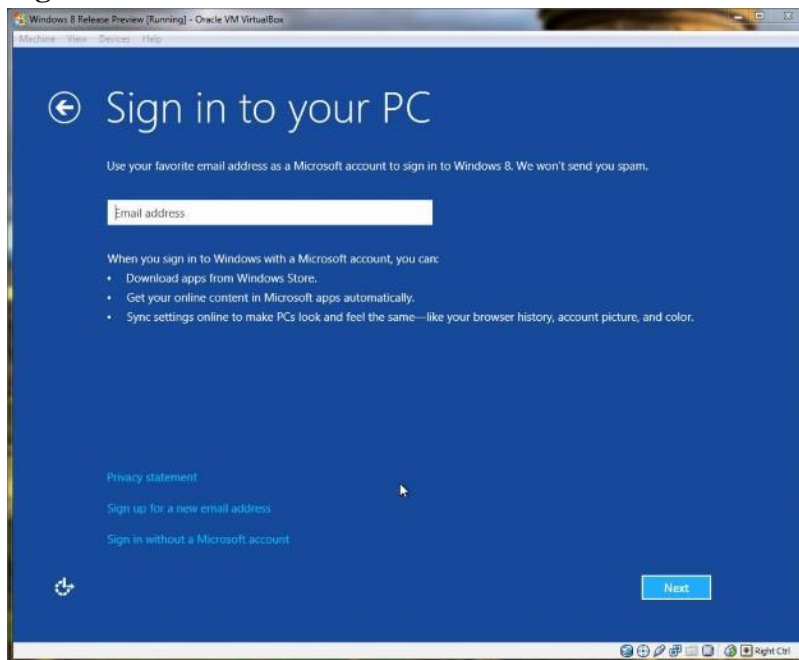 Windows 8 Release Preview [Running] - Oracle VM VirtualBox
Machine View Devices Help
Sign in to your PC
Use your favorite email address as a Microsoft account to sign in to Windows 8. We won't send you spam.
Email address
When you sign in to Windows with a Microsoft account, you can:
• Download apps from Windows Store.
• Get your online content in Microsoft apps automatically.
• Sync settings online to make PCs look and feel the same—like your browser history, account picture, and color.
Privacy statement
Sign up for a new email address
Sign in without a Microsoft account
Next
Right Ctrl